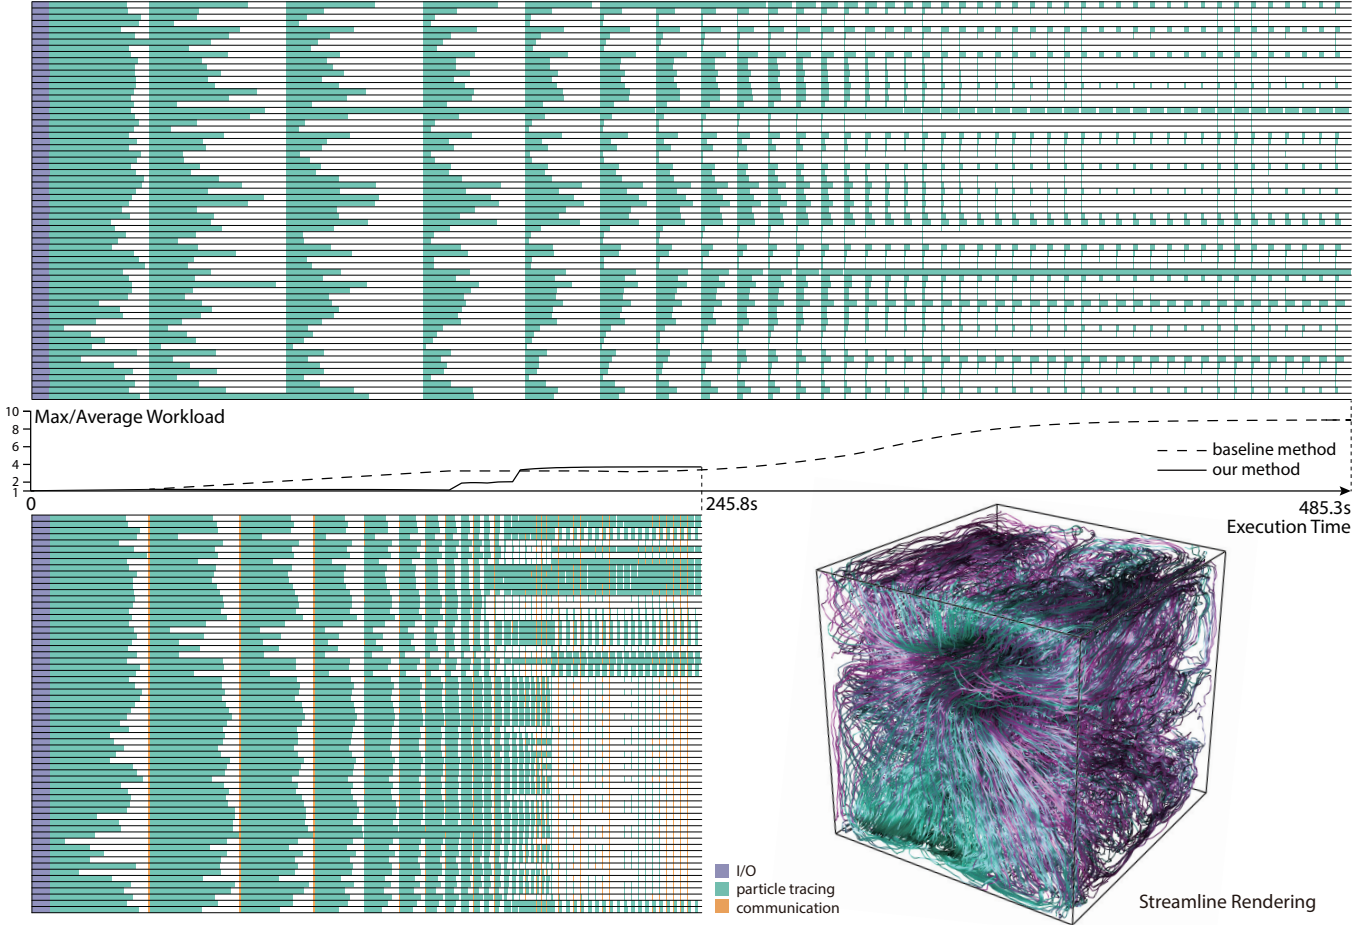 10
Max/Average Workload
8
6
4
2
1
baseline method
our method
0
245.8s
485.3s
Execution Time
I/O
particle tracing
communication
Streamline Rendering